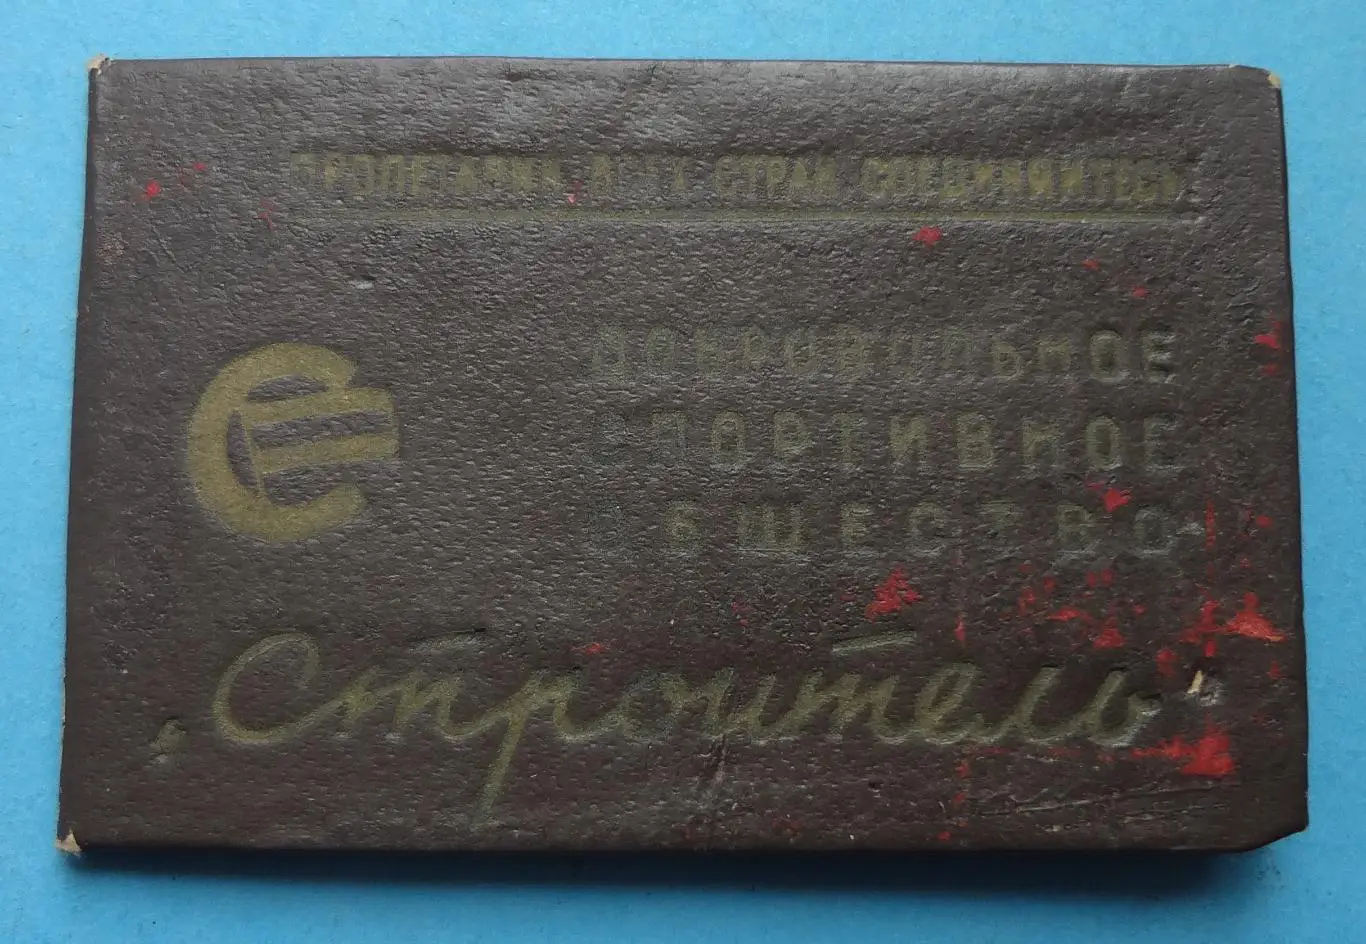 ПРОЛЕТАРИИ ВСЕХ СТРАН, СОЕДИНЯЙТЕСЬ
ДОБРОВОЛЬНОЕ
СПОРТИВНОЕ
ОБЩЕСТВО
„Строитель"